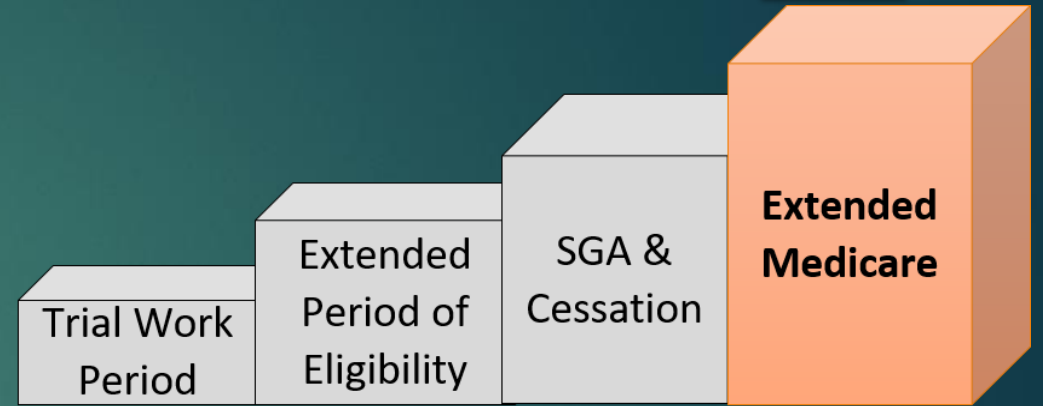 Trial Work
Period
Extended
Period of
Eligibility
SGA &
Cessation
Extended
Medicare